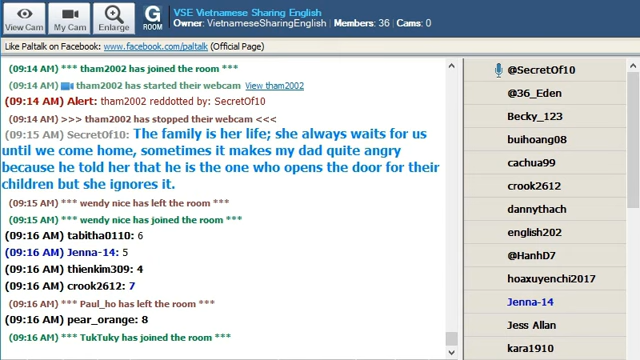 View Cam
My Cam
Enlarge
G
ROOM
VSE Vietnamese Sharing English
Owner: VietnameseSharingEnglish | Members: 36 | Cams: 0
Like Paltalk on Facebook: www.facebook.com/paltalk (Official Page)
(09:14 AM) *** tham2002 has joined the room ***
(09:14 AM) tham2002 has started their webcam View tham2002
(09:14 AM) Alert: tham2002 reddotted by: SecretOf10
(09:14 AM) >>> tham2002 has stopped their webcam <<<
(09:15 AM) SecretOf10: The family is her life; she always waits for us
until we come home, sometimes it makes my dad quite angry
because he told her that he is the one who opens the door for their
children but she ignores it.
(09:15 AM) *** wendy nice has left the room ***
(09:15 AM) *** wendy nice has joined the room ***
(09:16 AM) tabitha0110: 6
(09:16 AM) Jenna-14: 5
(09:16 AM) thienkim309: 4
(09:16 AM) crook2612: 7
(09:16 AM) *** Paul_ho has left the room ***
(09:16 AM) pear_orange: 8
(09:16 AM) *** TukTuky has joined the room ***
@SecretOf10
@36_Eden
Becky_123
buihoang08
cachua99
crook2612
dannythach
english202
@HanhD7
hoaxuyenchi2017
Jenna-14
Jess Allan
kara1910